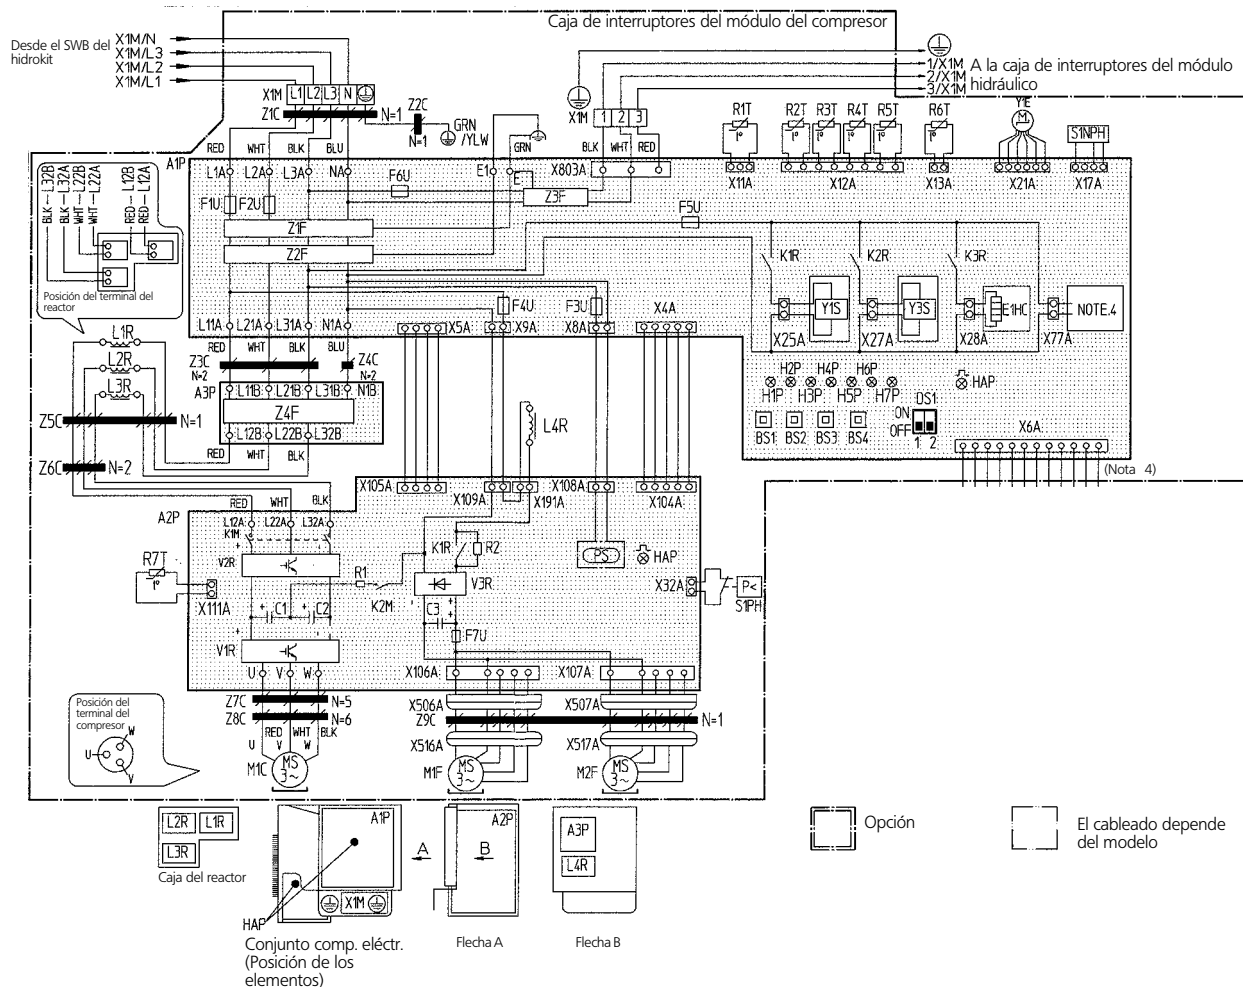 Caja de interruptores del módulo del compresor
Desde el SWB del
hidrokit
X1M/N
X1M/L3
X1M/L2
X1M/L1
1/X1M
2/X1M
3/X1M
A la caja de interruptores del módulo
hidráulico
X1M L1 L2 L3 N
Z1C N=1
Z2C
N=1
GRN
/YLW
X1M 1 2 3
R1T R2T R3T R4T R5T R6T
t° t° t° t° t° t°
Y1E
M
S1NPH
RED WHT BLK BLU
GRN
BLK WHT RED
A1P
L1A L2A L3A NA
E1
E
X803A
X11A X12A X13A X21A X17A
BLK---L32B
BLK---L32A
WHT--L22B
WHT--L22A
RED--L12B
RED--L12A
Posición del terminal del
reactor
F1U F2U
F6U
Z3F
F5U
Z1F
Z2F
K1R K2R K3R
Y1S Y3S E1HC NOTE.4
X25A X27A X28A X77A
F4U F3U
L11A L21A L31A N1A
X5A X9A X8A X4A
L1R
L2R
L3R
RED WHT BLK BLU
Z3C
N=2
Z4C
N=2
A3P
L11B L21B L31B N1B
Z4F
L12B L22B L32B
RED WHT BLK
Z5C N=1
Z6C N=2
L4R
H2P H4P H6P
H1P H3P H5P H7P
HAP
BS1 BS2 BS3 BS4
DS1
ON
OFF
1 2
X6A
(Nota 4)
X105A X109A X191A X108A X104A
RED WHT BLK
A2P
L12A L22A L32A
K1M
V2R
R7T
t°
X111A
R1
K2M
K1R R2
V3R
PS
HAP
X32A
P<
S1PH
C1 C2
C3
F7U
V1R
U V W
X106A X107A
Z7C N=5
Z8C N=6
RED WHT BLK
U V W
M1C
MS
3~
X506A X507A
Z9C N=1
X516A X517A
M1F
MS
3~
M2F
MS
3~
Posición del
terminal del
compresor
W
U
V
L2R L1R
L3R
Caja del reactor
A1P
X1M
HAP
Conjunto comp. eléctr.
(Posición de los
elementos)
A
A2P
B
Flecha A
A3P
L4R
Flecha B
Opción
El cableado depende
del modelo